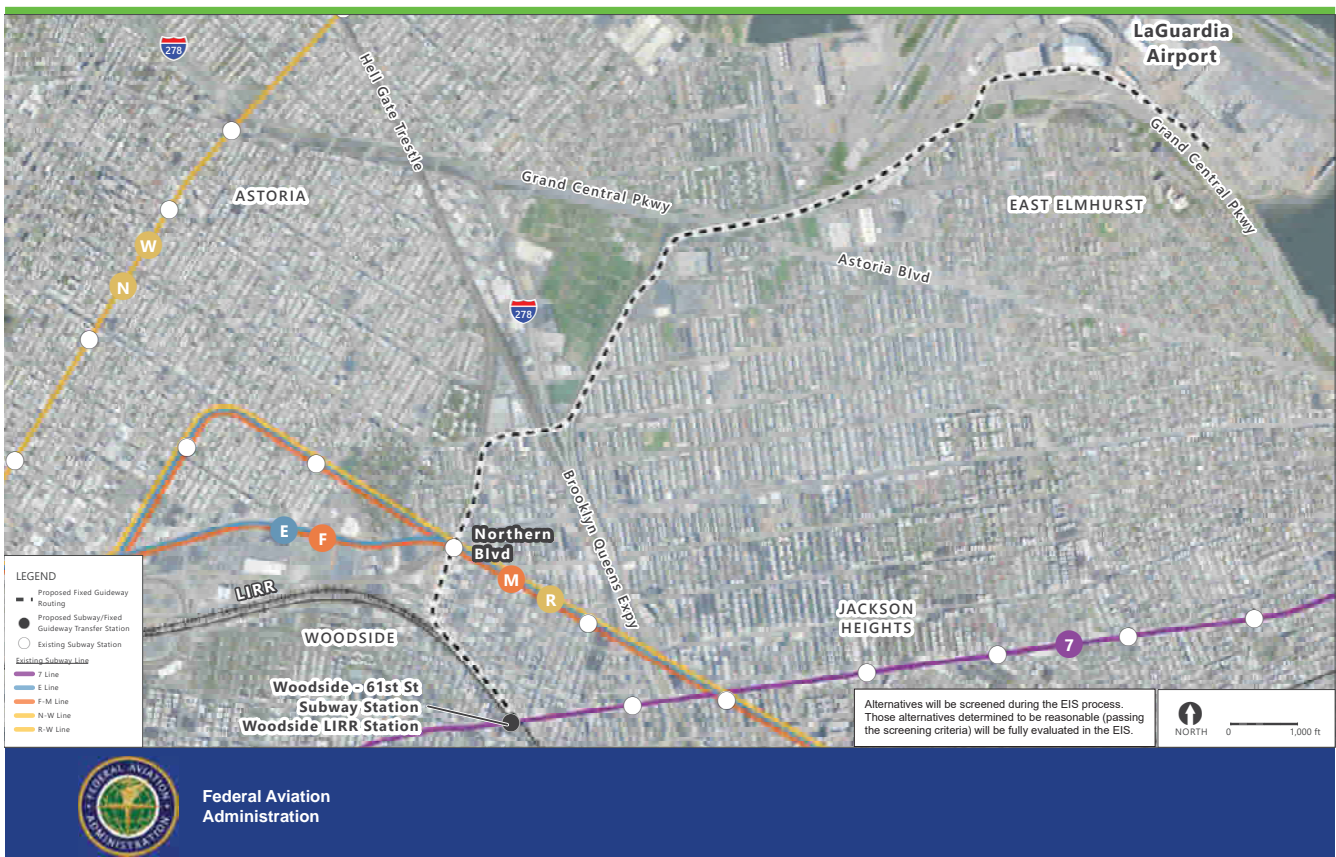 LaGuardia
Airport
278
Hell Gate Trestle
Grand Central Pkwy
Grand Central Pkwy
ASTORIA
EAST ELMHURST
W
Astoria Blvd
N
278
Brooklyn Queens Expy
E
F
Northern
Blvd
M
R
LIRR
WOODSIDE
JACKSON
HEIGHTS
7
Woodside - 61st St
Subway Station
Woodside LIRR Station
LEGEND
Proposed Fixed Guideway
Routing
Proposed Subway/Fixed
Guideway Transfer Station
Existing Subway Station
Existing Subway Line
7 Line
E Line
F-M Line
N-W Line
R-W Line
Alternatives will be screened during the EIS process.
Those alternatives determined to be reasonable (passing
the screening criteria) will be fully evaluated in the EIS.
NORTH
0 1,000 ft
FEDERAL AVIATION
ADMINISTRATION
Federal Aviation
Administration